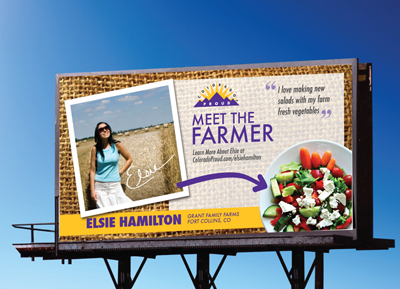 PROUD
MEET THE
FARMER
Learn More About Elsie at
ColoradoProud.com/elsiehamilton
“I love making new
salads with my farm
fresh vegetables”
Elsie
ELSIE HAMILTON
GRANT FAMILY FARMS
FORT COLLINS, CO